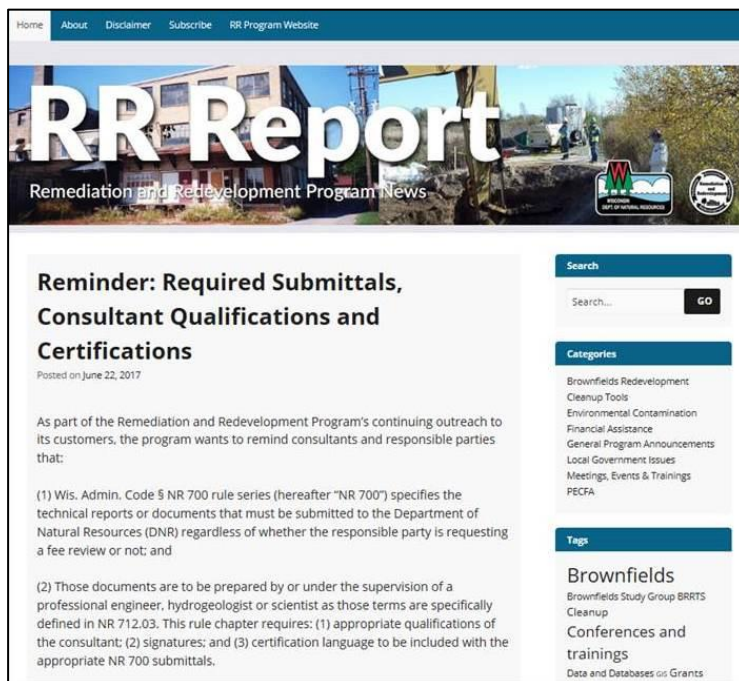 Home About Disclaimer Subscribe RR Program Website
RR Report
Remediation and Redevelopment Program News
WISCONSIN
DEPT. OF NATURAL RESOURCES
Remediation
and
Redevelopment
Reminder: Required Submittals,
Consultant Qualifications and
Certifications
Posted on June 22, 2017
As part of the Remediation and Redevelopment Program's continuing outreach to
its customers, the program wants to remind consultants and responsible parties
that:
(1) Wis. Admin. Code § NR 700 rule series (hereafter “NR 700”) specifies the
technical reports or documents that must be submitted to the Department of
Natural Resources (DNR) regardless of whether the responsible party is requesting
a fee review or not; and
(2) Those documents are to be prepared by or under the supervision of a
professional engineer, hydrogeologist or scientist as those terms are specifically
defined in NR 712.03. This rule chapter requires: (1) appropriate qualifications of
the consultant; (2) signatures; and (3) certification language to be included with the
appropriate NR 700 submittals.
Search
Search... GO
Categories
Brownfields Redevelopment
Cleanup Tools
Environmental Contamination
Financial Assistance
General Program Announcements
Local Government Issues
Meetings, Events & Trainings
PECFA
Tags
Brownfields
Brownfields Study Group BRRTS
Cleanup
Conferences and
trainings
Data and Databases GIS Grants